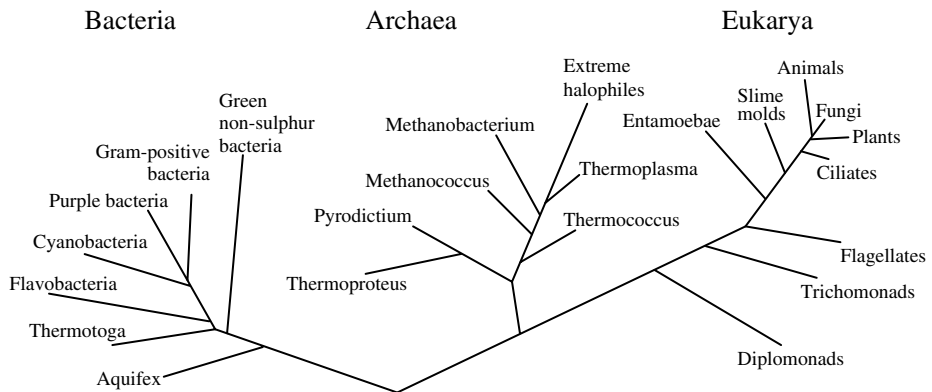 Bacteria
Archaea
Eukarya
Green
non-sulphur
bacteria
Gram-positive
bacteria
Purple bacteria
Cyanobacteria
Flavobacteria
Thermotoga
Aquifex
Extreme
halophiles
Methanobacterium
Thermoplasma
Methanococcus
Pyrodictium
Thermococcus
Thermoproteus
Animals
Slime
molds
Entamoebae
Fungi
Plants
Ciliates
Flagellates
Trichomonads
Diplomonads